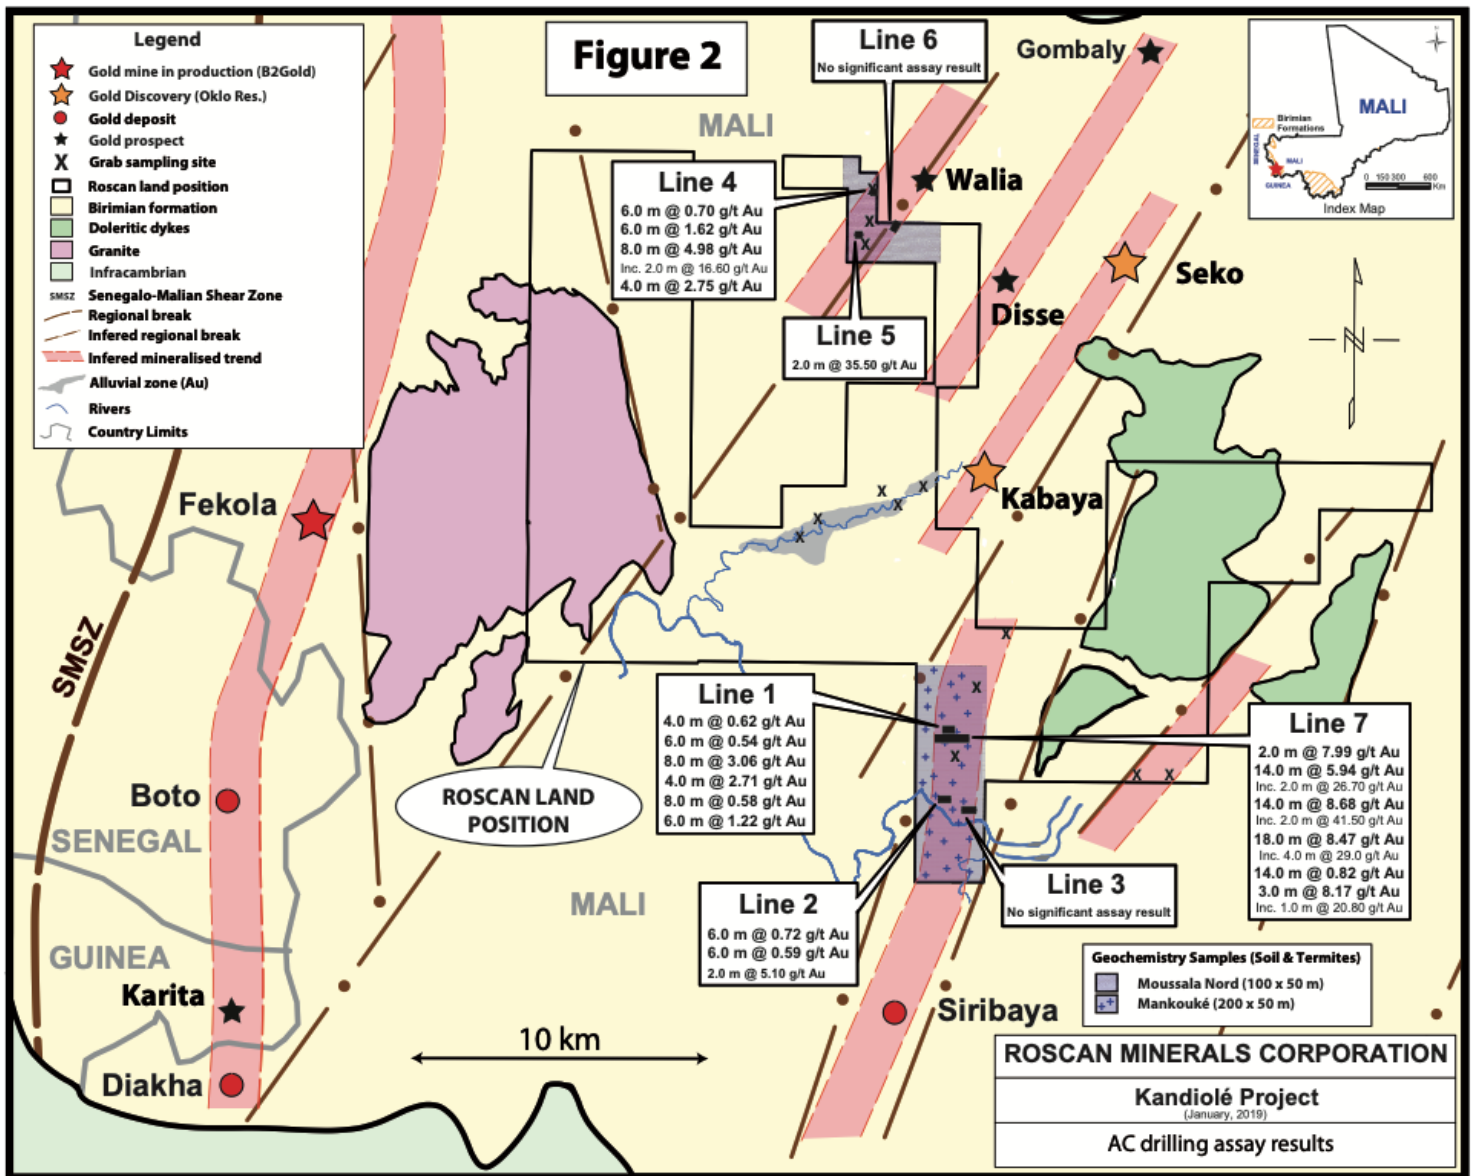 Legend
Gold mine in production (B2Gold)
Gold Discovery (Oklo Res.)
Gold deposit
Gold prospect
X Grab sampling site
Roscan land position
Birimian formation
Doleritic dykes
Granite
Infracambrian
SMSZ Senegalo-Malian Shear Zone
Regional break
Infered regional break
Infered mineralised trend
Alluvial zone (Au)
Rivers
Country Limits
Figure 2
Line 6
No significant assay result
Gombaly
MALI
Birimian
Formations
SENEGAL
MALI
GUINEA
0 150 300 600
Km
Index Map
MALI
Line 4
6.0 m @ 0.70 g/t Au
6.0 m @ 1.62 g/t Au
8.0 m @ 4.98 g/t Au
Inc. 2.0 m @ 16.60 g/t Au
4.0 m @ 2.75 g/t Au
X
X
X
Walia
Seko
Disse
Line 5
2.0 m @ 35.50 g/t Au
N
Fekola
Kabaya
X
X
X
X
X
SMSZ
X
X
X
X X
Line 1
4.0 m @ 0.62 g/t Au
6.0 m @ 0.54 g/t Au
8.0 m @ 3.06 g/t Au
4.0 m @ 2.71 g/t Au
8.0 m @ 0.58 g/t Au
6.0 m @ 1.22 g/t Au
Line 7
2.0 m @ 7.99 g/t Au
14.0 m @ 5.94 g/t Au
Inc. 2.0 m @ 26.70 g/t Au
14.0 m @ 8.68 g/t Au
Inc. 2.0 m @ 41.50 g/t Au
18.0 m @ 8.47 g/t Au
Inc. 4.0 m @ 29.0 g/t Au
14.0 m @ 0.82 g/t Au
3.0 m @ 8.17 g/t Au
Inc. 1.0 m @ 20.80 g/t Au
Boto
SENEGAL
ROSCAN LAND
POSITION
Line 3
No significant assay result
MALI
Line 2
6.0 m @ 0.72 g/t Au
6.0 m @ 0.59 g/t Au
2.0 m @ 5.10 g/t Au
GUINEA
Karita
Diakha
10 km
Siribaya
Geochemistry Samples (Soil & Termites)
Moussala Nord (100 x 50 m)
Mankouké (200 x 50 m)
ROSCAN MINERALS CORPORATION
Kandiolé Project
(January, 2019)
AC drilling assay results